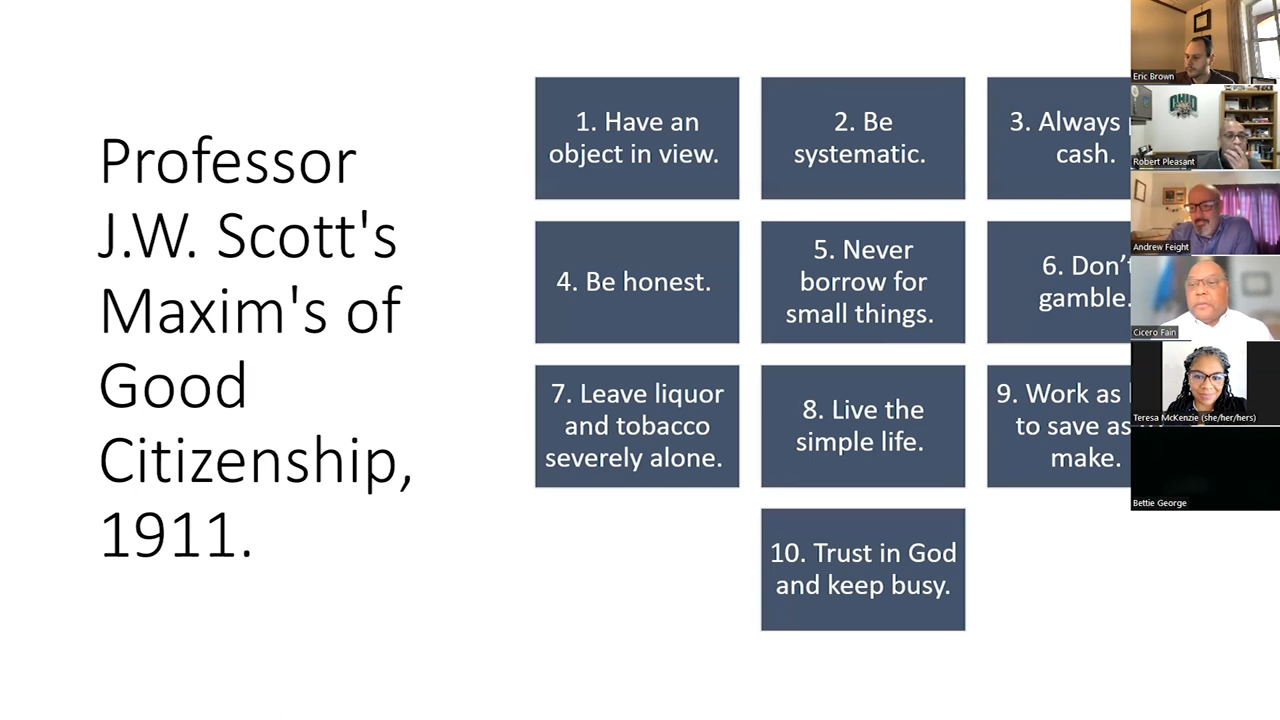 Professor
J.W. Scott's
Maxim's of
Good
Citizenship,
1911.
1. Have an
object in view.
2. Be
systematic.
3. Always
cash.
4. Be honest.
5. Never
borrow for
small things.
6. Don't
gamble.
7. Leave liquor
and tobacco
severely alone.
8. Live the
simple life.
9. Work as
to save as
make.
10. Trust in God
and keep busy.
Eric Brown
OHIO
Robert Pleasant
Andrew Feight
Cicero Fain
Teresa McKenzie (she/her/hers)
Bettie George